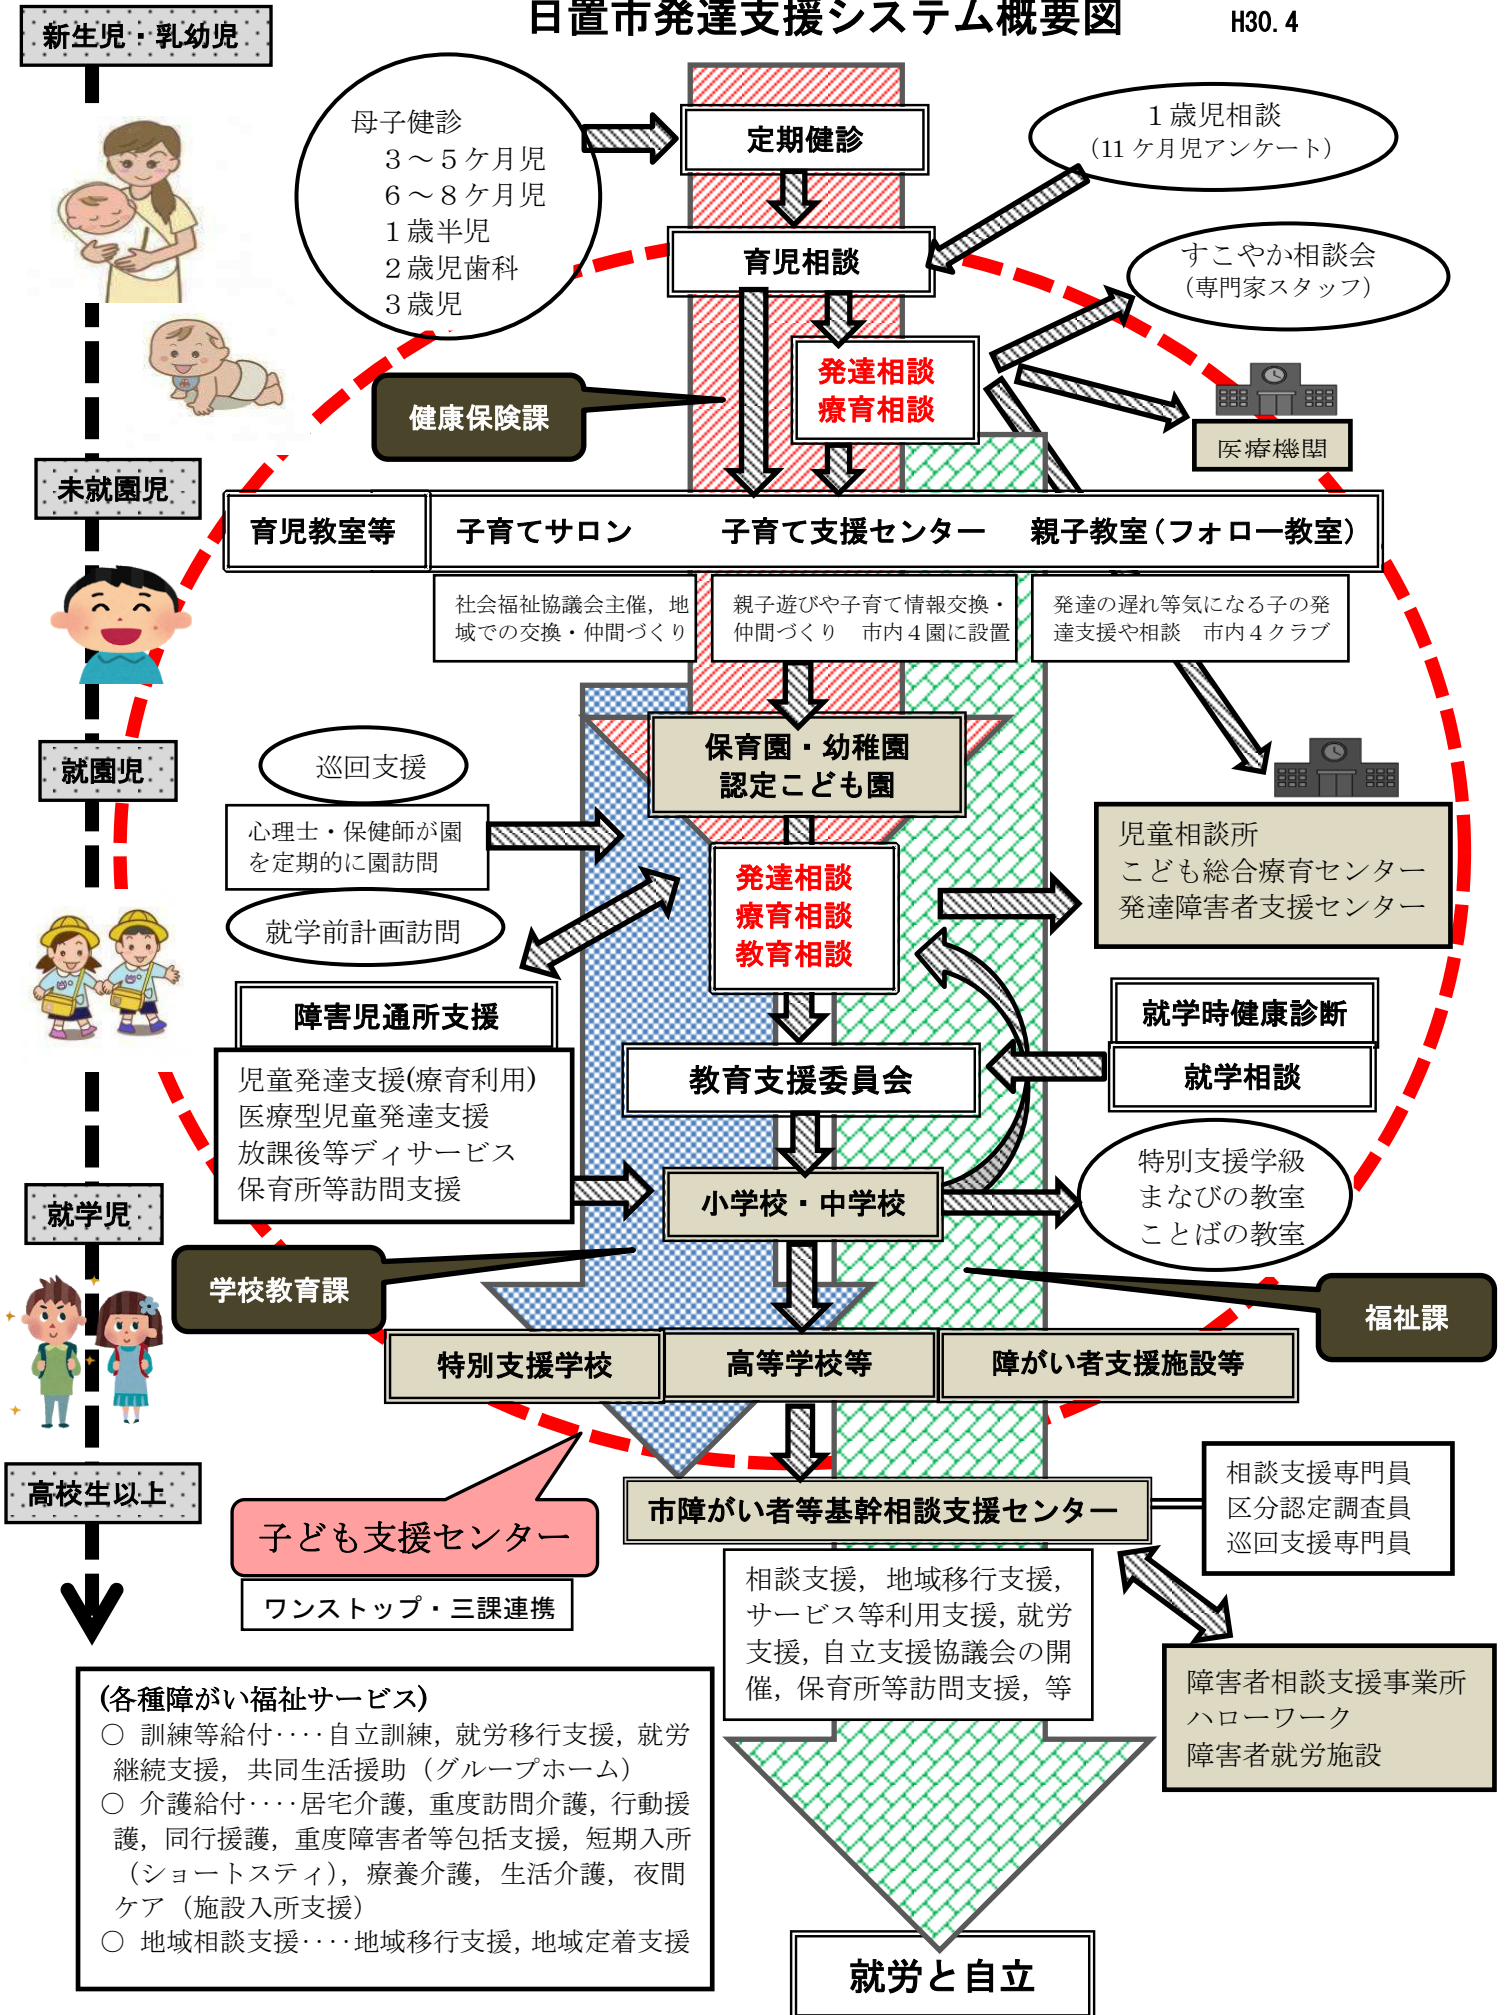 日置市発達支援システム概要図
H30.4
新生児・乳幼児
母子健診
3～5ケ月児
6～8ケ月児
1歳半児
2歳児歯科
3歳児
定期健診
1歳児相談
(11ケ月児アンケート)
育児相談
すこやか相談会
(専門家スタッフ)
発達相談
療育相談
健康保険課
医療機関
未就園児
育児教室等
子育てサロン
子育て支援センター
親子教室(フォロー教室)
社会福祉協議会主催，地
域での交換・仲間づくり
親子遊びや子育て情報交換・
仲間づくり　市内4園に設置
発達の遅れ等気になる子の発
達支援や相談　市内4クラブ
就園児
保育園・幼稚園
認定こども園
巡回支援
心理士・保健師が園
を定期的に園訪問
就学前計画訪問
発達相談
療育相談
教育相談
児童相談所
こども総合療育センター
発達障害者支援センター
障害児通所支援
児童発達支援(療育利用)
医療型児童発達支援
放課後等ディサービス
保育所等訪問支援
就学時健康診断
就学相談
教育支援委員会
就学児
小学校・中学校
特別支援学級
まなびの教室
ことばの教室
学校教育課
福祉課
特別支援学校
高等学校等
障がい者支援施設等
高校生以上
子ども支援センター
ワンストップ・三課連携
市障がい者等基幹相談支援センター
相談支援専門員
区分認定調査員
巡回支援専門員
相談支援，地域移行支援，
サービス等利用支援，就労
支援，自立支援協議会の開
催，保育所等訪問支援，等
障害者相談支援事業所
ハローワーク
障害者就労施設
(各種障がい福祉サービス)
○ 訓練等給付‥‥自立訓練，就労移行支援，就労
継続支援，共同生活援助（グループホーム）
○ 介護給付‥‥居宅介護，重度訪問介護，行動援
護，同行援護，重度障害者等包括支援，短期入所
（ショートスティ），療養介護，生活介護，夜間
ケア（施設入所支援）
○ 地域相談支援‥‥地域移行支援，地域定着支援
就労と自立